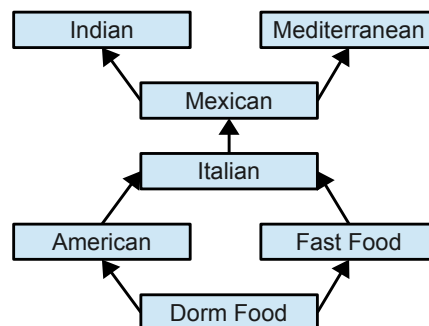 Indian
Mediterranean
Mexican
Italian
American
Fast Food
Dorm Food